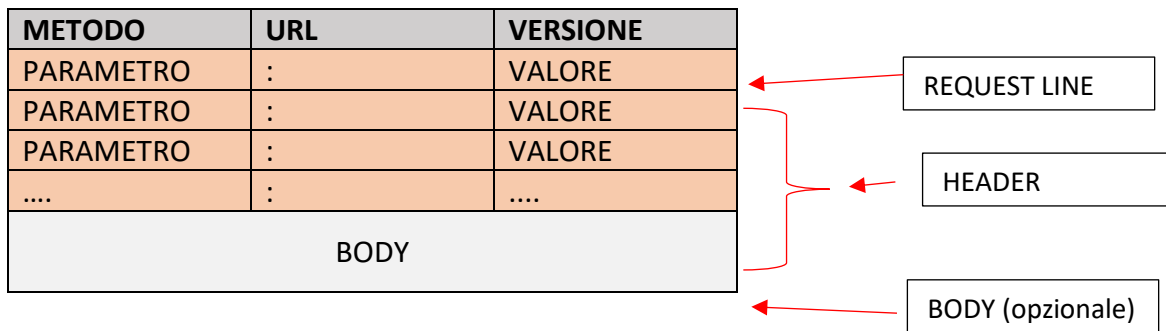 METODO URL VERSIONE
PARAMETRO : VALORE
PARAMETRO : VALORE
PARAMETRO : VALORE
.... : ....
BODY
REQUEST LINE
HEADER
BODY (opzionale)